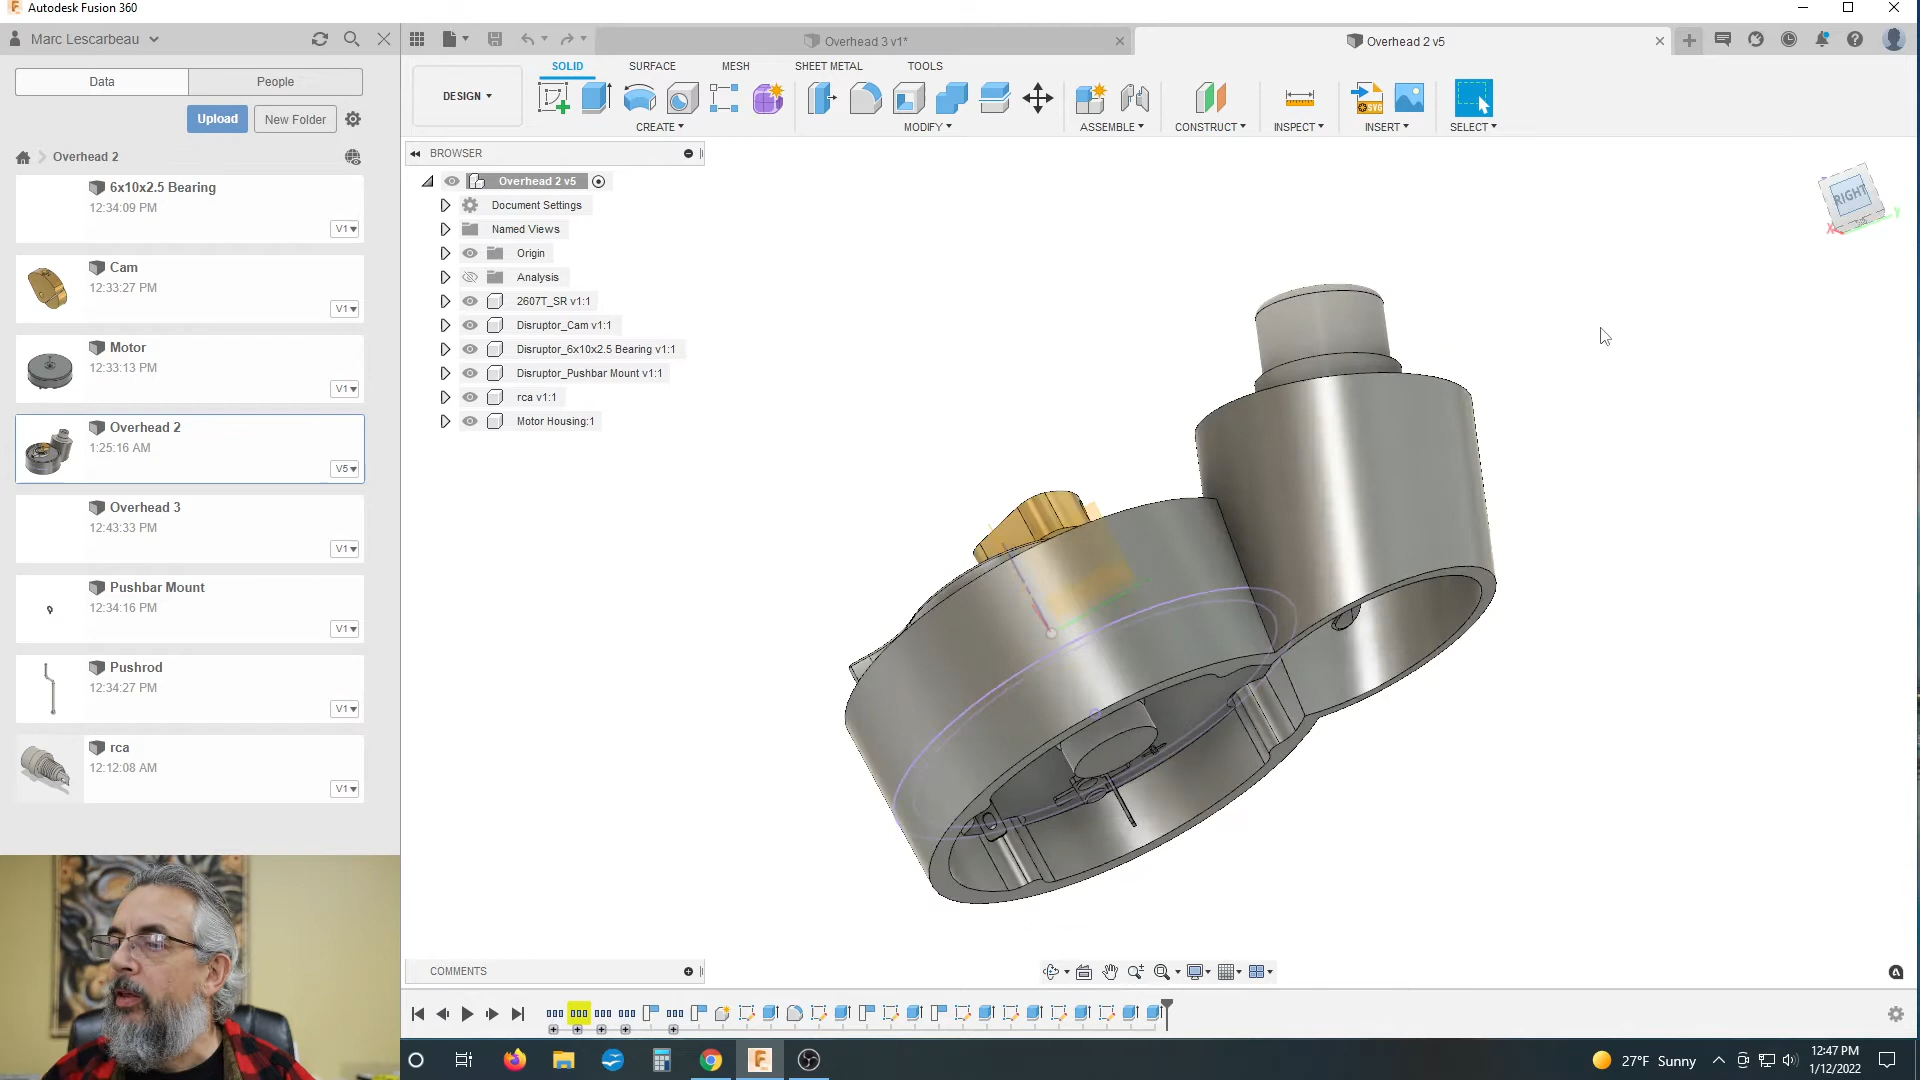 Autodesk Fusion 360
Marc Lescarbeau
Data
People
Upload
New Folder
Overhead 2
6x10x2.5 Bearing
12:34:09 PM
V1
Cam
12:33:27 PM
V1
Motor
12:33:13 PM
V1
Overhead 2
1:25:16 AM
V5
Overhead 3
12:43:33 PM
V1
Pushbar Mount
12:34:16 PM
V1
Pushrod
12:34:27 PM
V1
rca
12:12:08 AM
V1
Overhead 3 v1*
Overhead 2 v5
DESIGN
SOLID
SURFACE
MESH
SHEET METAL
TOOLS
CREATE
MODIFY
ASSEMBLE
CONSTRUCT
INSPECT
INSERT
SELECT
BROWSER
Overhead 2 v5
Document Settings
Named Views
Origin
Analysis
2607T_SR v1:1
Disruptor_Cam v1:1
Disruptor_6x10x2.5 Bearing v1:1
Disruptor_Pushbar Mount v1:1
rca v1:1
Motor Housing:1
RIGHT
X
Y
COMMENTS
27°F Sunny
12:47 PM
1/12/2022